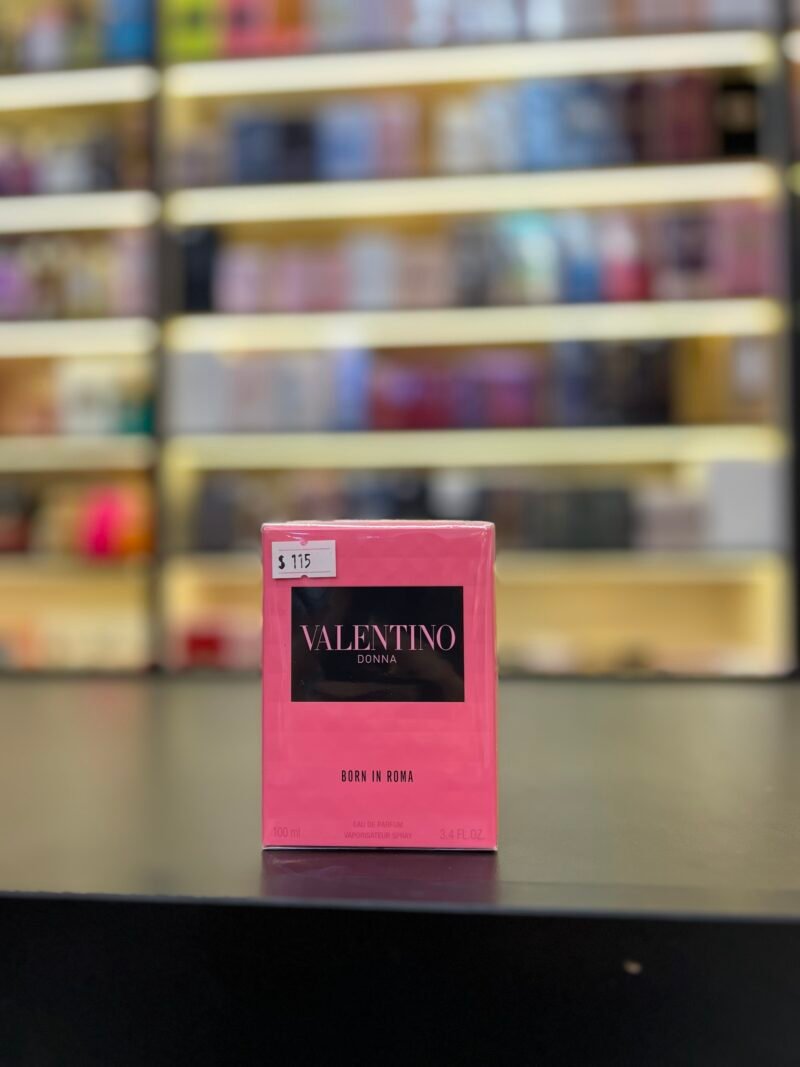 $ 115
VALENTINO
DONNA
BORN IN ROMA
EAU DE PARFUM
100 ml VAPORISATEUR SPRAY 3.4 FL.OZ.